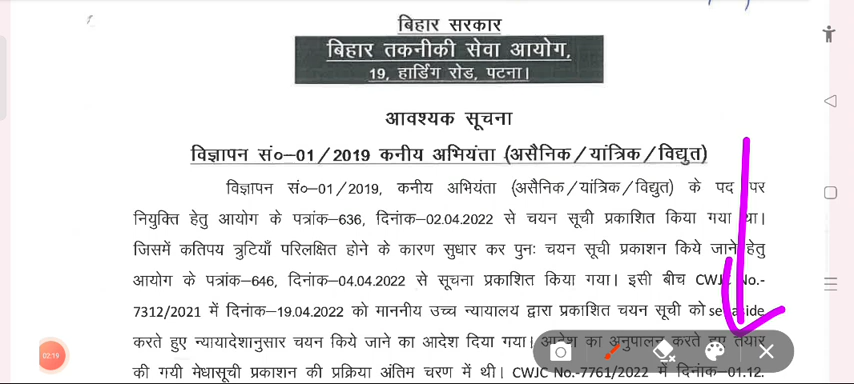 बिहार सरकार
बिहार तकनीकी सेवा आयोग,
19, हार्डिंग रोड, पटना।
आवश्यक सूचना
विज्ञापन सं०–01/2019 कनीय अभियंता (असैनिक/यांत्रिक/विद्युत)
विज्ञापन सं०–01/2019, कनीय अभियंता (असैनिक/यांत्रिक/विद्युत) के पद पर
नियुक्ति हेतु आयोग के पत्रांक–636, दिनांक–02.04.2022 से चयन सूची प्रकाशित किया गया था।
जिसमें कतिपय त्रुटियाँ परिलक्षित होने के कारण सुधार कर पुनः चयन सूची प्रकाशन किये जाने हेतु
आयोग के पत्रांक–646, दिनांक–04.04.2022 से सूचना प्रकाशित किया गया। इसी बीच CWJC No.-
7312/2021 में दिनांक–19.04.2022 को माननीय उच्च न्यायालय द्वारा प्रकाशित चयन सूची को set aside
करते हुए न्यायादेशानुसार चयन किये जाने का आदेश दिया गया। आदेश का अनुपालन करते हुए तैयार
की गयी मेधासूची प्रकाशन की प्रक्रिया अंतिम चरण में थी। CWJC No.-7761/2022 में दिनांक–01.12.
02:19